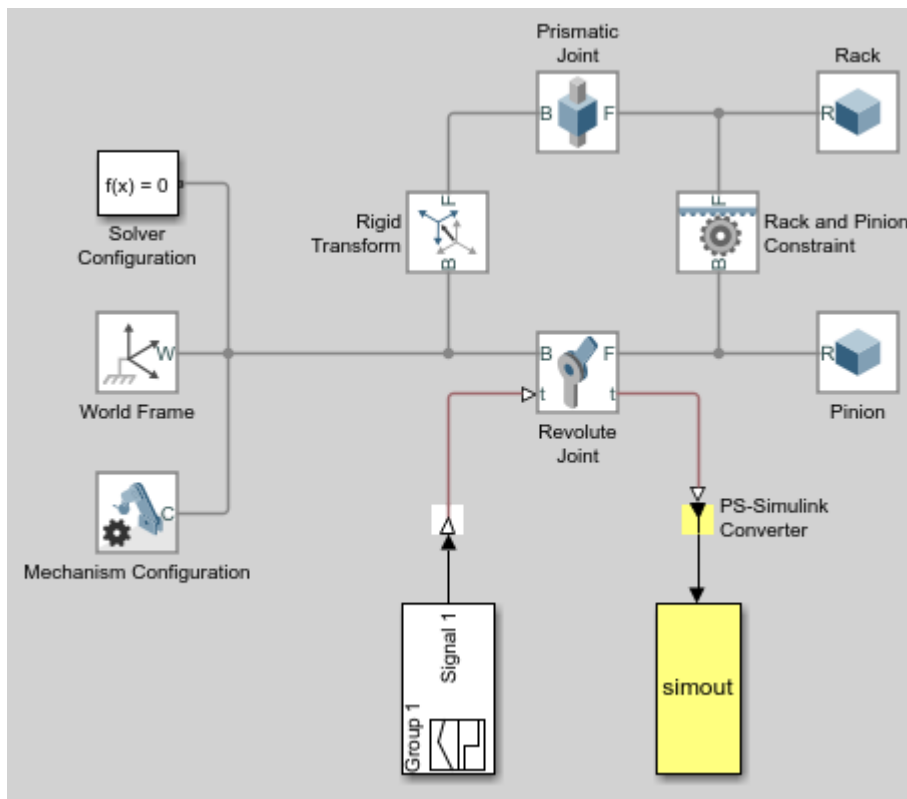 Prismatic
Joint
Rack
B
F
R
f(x) = 0
Solver
Configuration
Rigid
Transform
F
B
F
B
Rack and Pinion
Constraint
W
World Frame
B
F
t
t
Revolute
Joint
R
Pinion
C
Mechanism Configuration
PS-Simulink
Converter
Signal 1
Group 1
simout